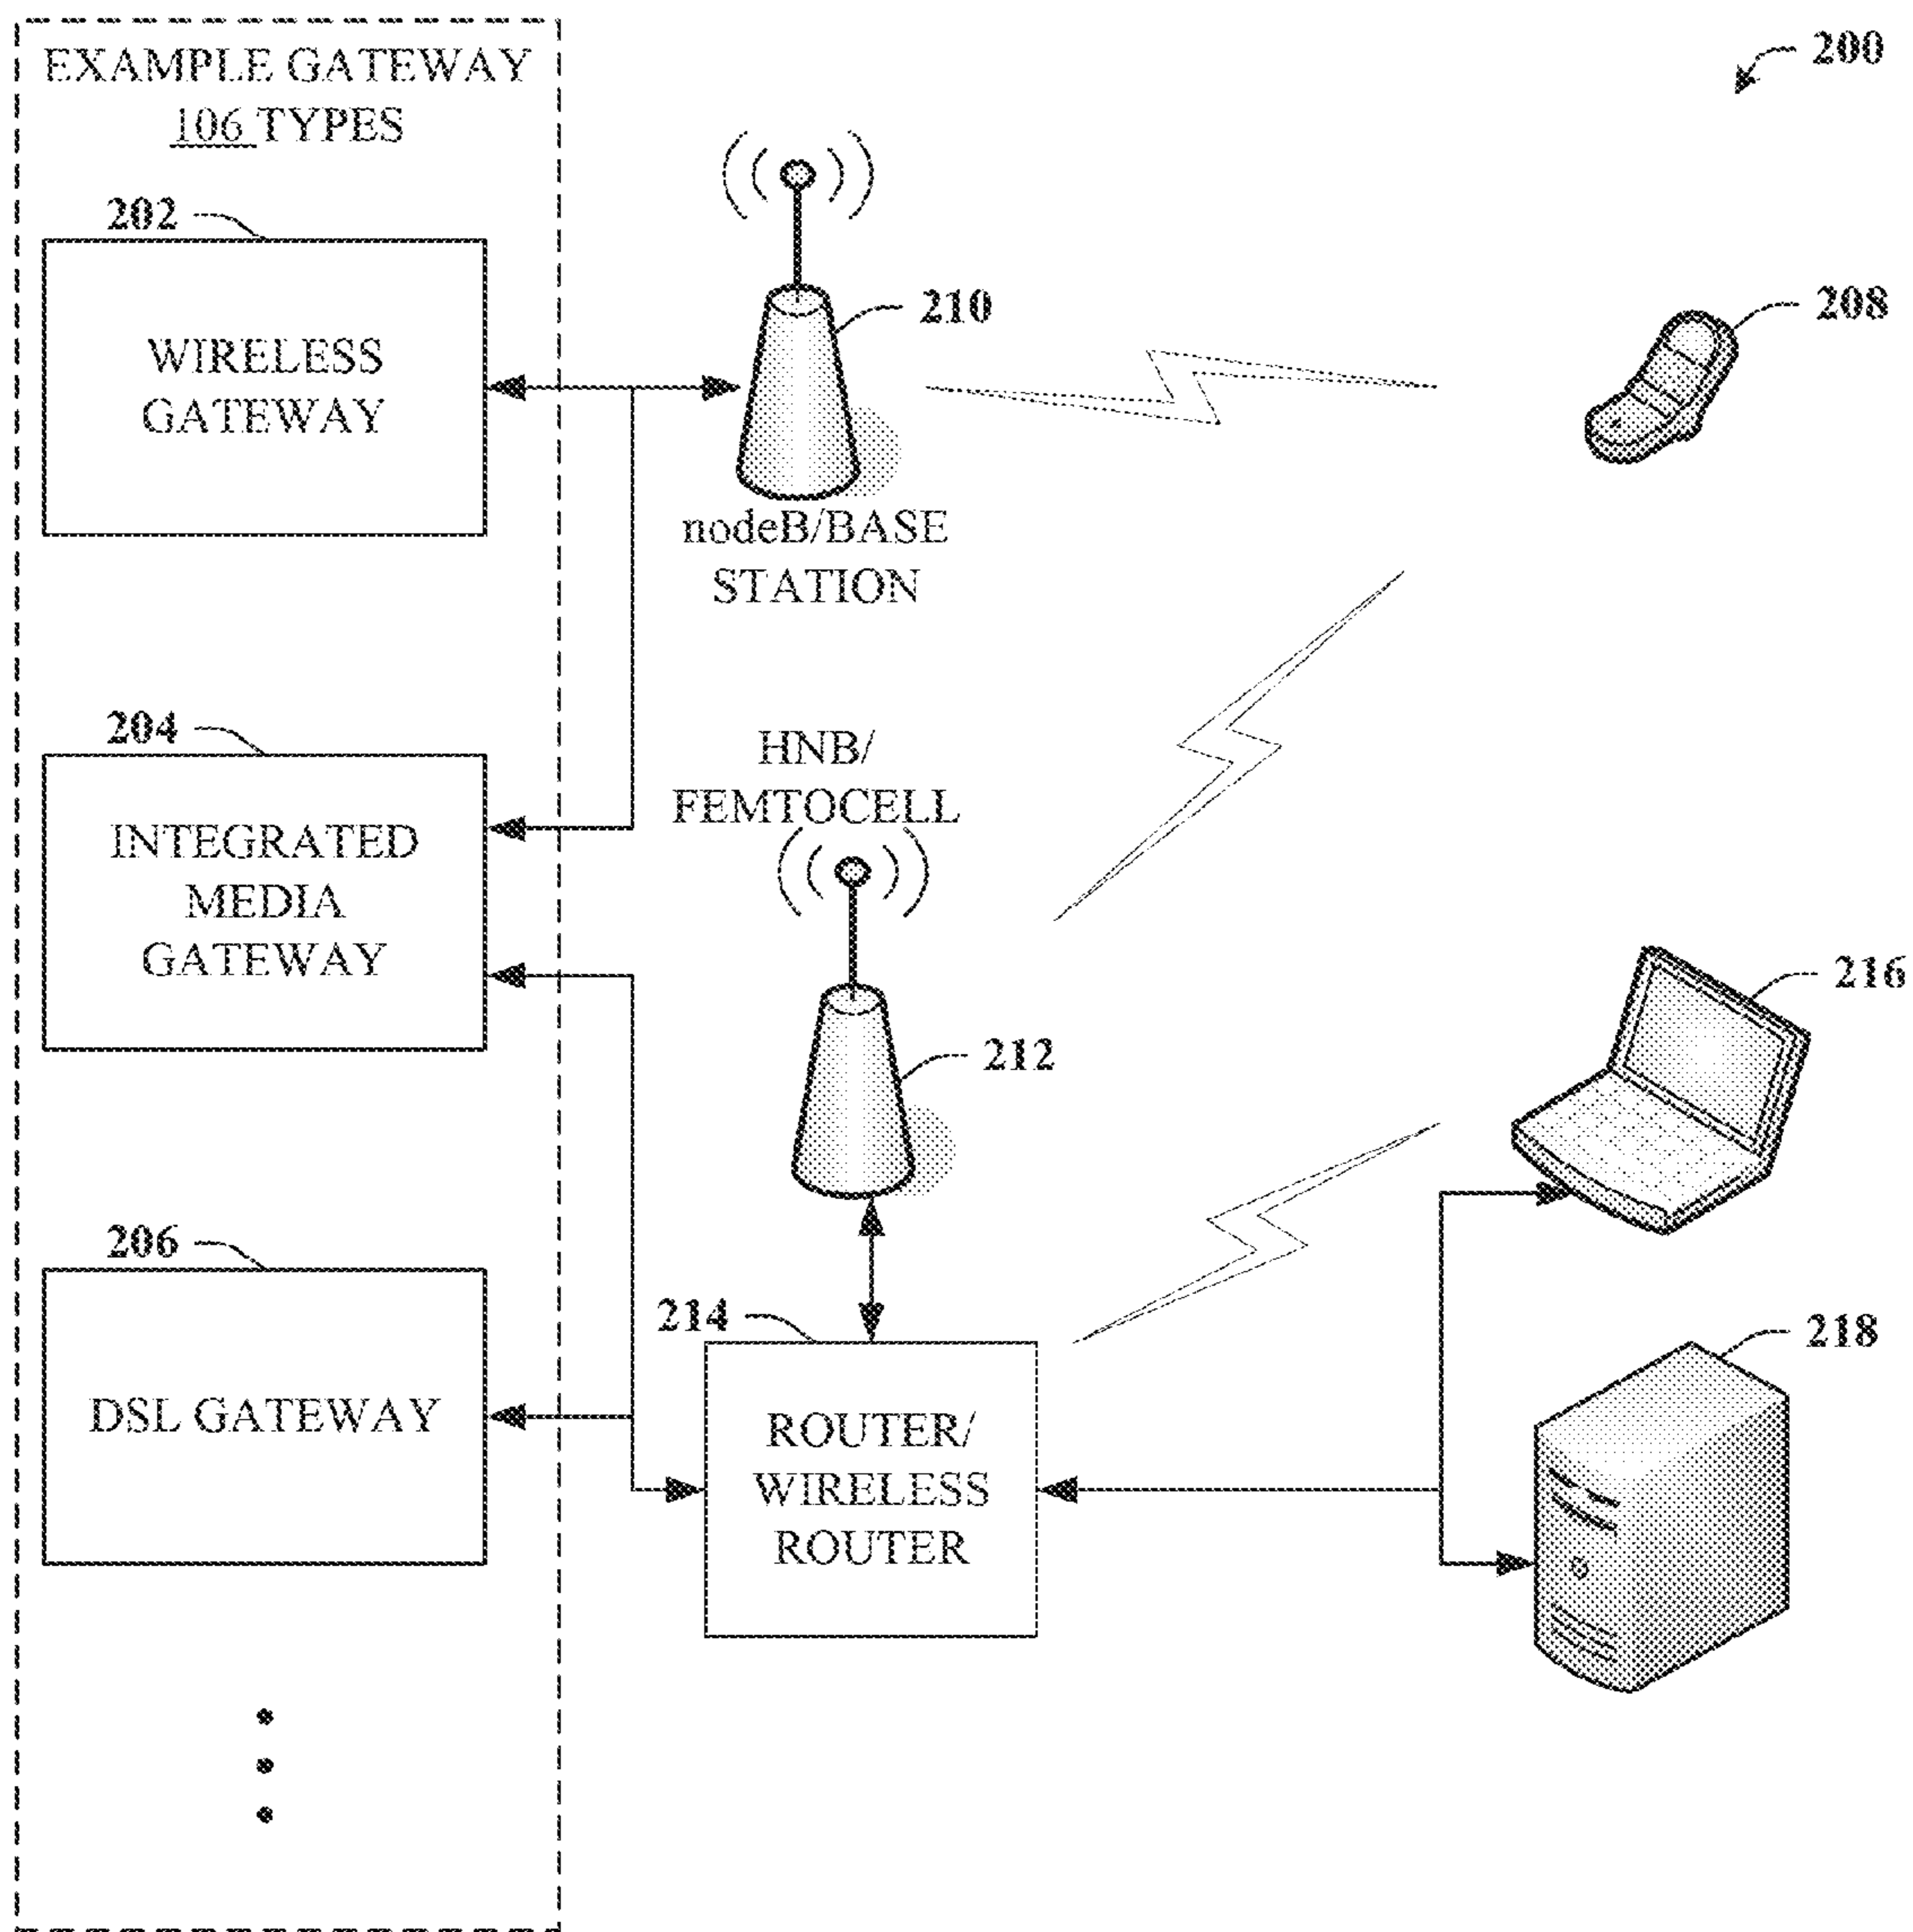 EXAMPLE GATEWAY
106 TYPES
200
202
WIRELESS
GATEWAY
210
nodeB/BASE
STATION
208
204
INTEGRATED
MEDIA
GATEWAY
HNB/
FEMTOCELL
212
216
206
DSL GATEWAY
214
ROUTER/
WIRELESS
ROUTER
218